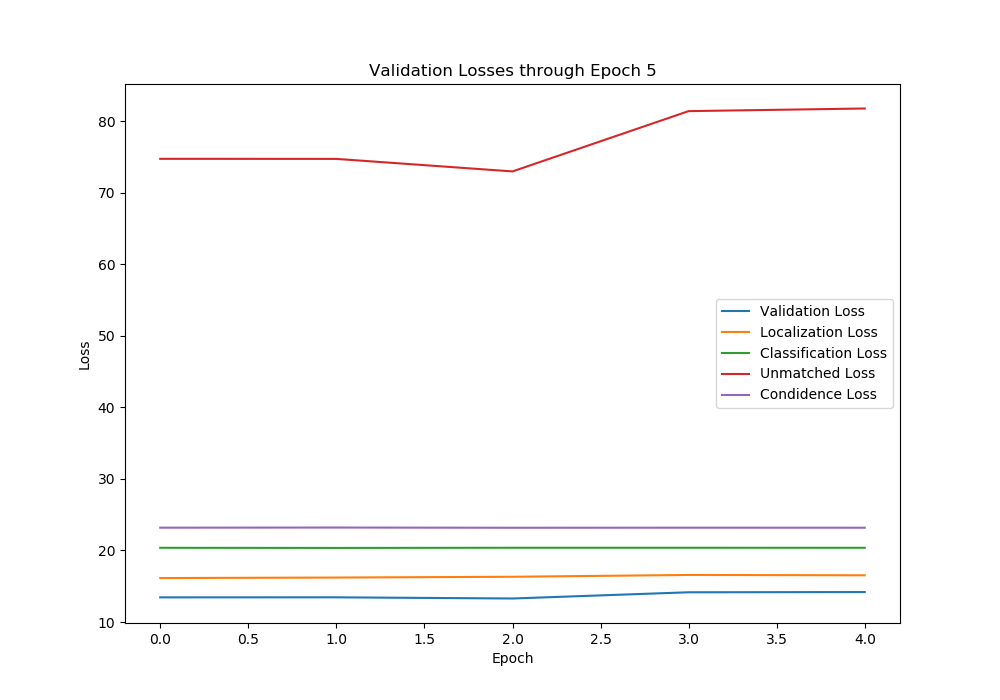 Validation Losses through Epoch 5
Loss
80
70
60
50
40
30
20
10
Validation Loss
Localization Loss
Classification Loss
Unmatched Loss
Condidence Loss
0.0 0.5 1.0 1.5 2.0 2.5 3.0 3.5 4.0
Epoch